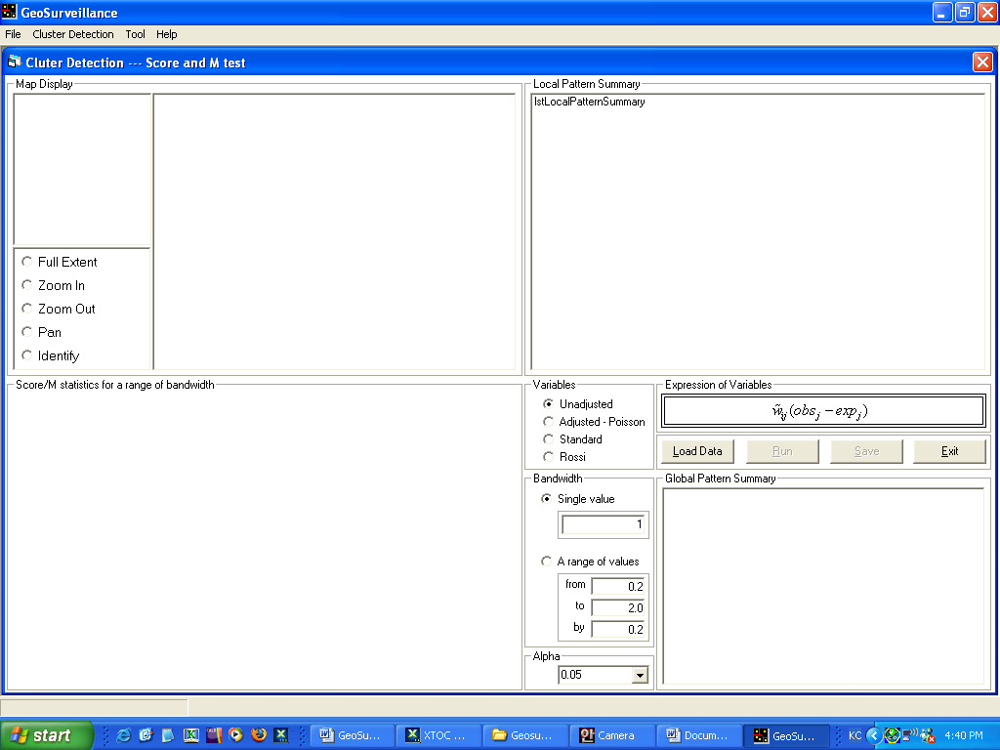 GeoSurveillance
File Cluster Detection Tool Help
Cluter Detection --- Score and M test
Map Display
Full Extent
Zoom In
Zoom Out
Pan
Identify
Local Pattern Summary
lstLocalPatternSummary
Score/M statistics for a range of bandwidth
Variables
Unadjusted
Adjusted - Poisson
Standard
Rossi
Expression of Variables
w̃ij(obsj − expj)
Load Data Run Save Exit
Bandwidth
Single value
1
A range of values
from 0.2
to 2.0
by 0.2
Alpha
0.05
Global Pattern Summary
start GeoSu... XTOC ... Geosu... Camera Docum... GeoSu... KC 4:40 PM